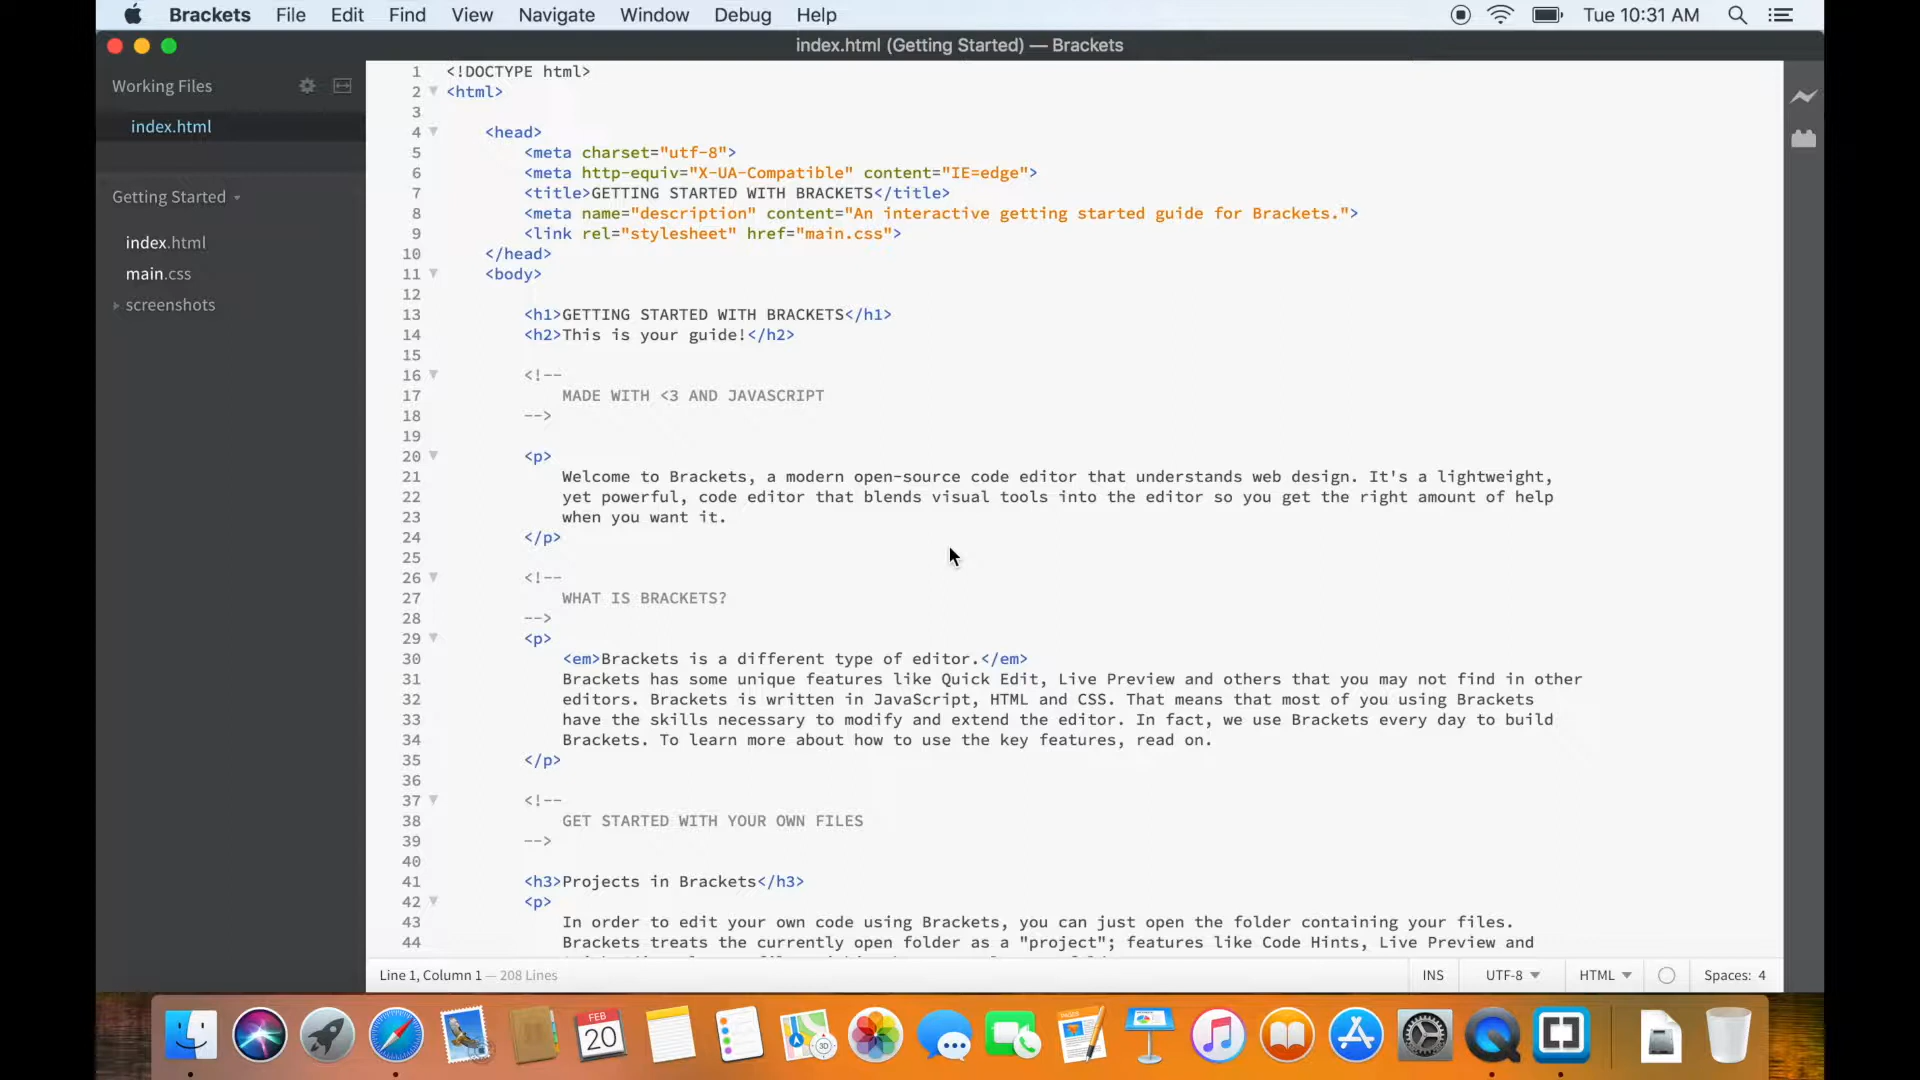 Brackets File Edit Find View Navigate Window Debug Help Tue 10:31 AM
index.html (Getting Started) — Brackets
Working Files
index.html
Getting Started
index.html
main.css
screenshots
1 <!DOCTYPE html>
2 <html>
3
4 <head>
5 <meta charset="utf-8">
6 <meta http-equiv="X-UA-Compatible" content="IE=edge">
7 <title>GETTING STARTED WITH BRACKETS</title>
8 <meta name="description" content="An interactive getting started guide for Brackets.">
9 <link rel="stylesheet" href="main.css">
10 </head>
11 <body>
12
13 <h1>GETTING STARTED WITH BRACKETS</h1>
14 <h2>This is your guide!</h2>
15
16 <!--
17 MADE WITH <3 AND JAVASCRIPT
18 -->
19
20 <p>
21 Welcome to Brackets, a modern open-source code editor that understands web design. It's a lightweight,
22 yet powerful, code editor that blends visual tools into the editor so you get the right amount of help
23 when you want it.
24 </p>
25
26 <!--
27 WHAT IS BRACKETS?
28 -->
29 <p>
30 <em>Brackets is a different type of editor.</em>
31 Brackets has some unique features like Quick Edit, Live Preview and others that you may not find in other
32 editors. Brackets is written in JavaScript, HTML and CSS. That means that most of you using Brackets
33 have the skills necessary to modify and extend the editor. In fact, we use Brackets every day to build
34 Brackets. To learn more about how to use the key features, read on.
35 </p>
36
37 <!--
38 GET STARTED WITH YOUR OWN FILES
39 -->
40
41 <h3>Projects in Brackets</h3>
42 <p>
43 In order to edit your own code using Brackets, you can just open the folder containing your files.
44 Brackets treats the currently open folder as a "project"; features like Code Hints, Live Preview and
Line 1, Column 1 — 208 Lines INS UTF-8 HTML Spaces: 4
FEB
20
3D
PAGES